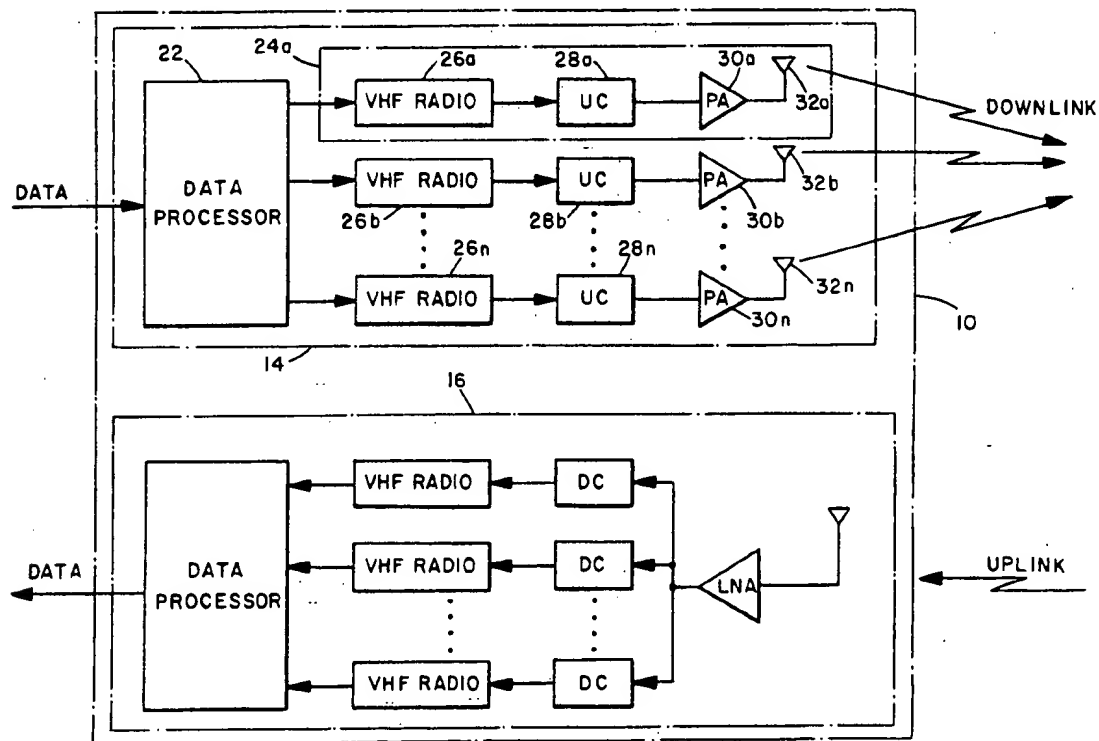 22
24a
26a
28a
30a
VHF RADIO
UC
PA
32a
DOWNLINK
DATA
DATA
PROCESSOR
VHF RADIO
UC
PA
32b
26b
28b
30b
26n
28n
VHF RADIO
UC
PA
32n
30n
10
14
16
VHF RADIO
DC
DATA
DATA
PROCESSOR
VHF RADIO
DC
LNA
UPLINK
VHF RADIO
DC